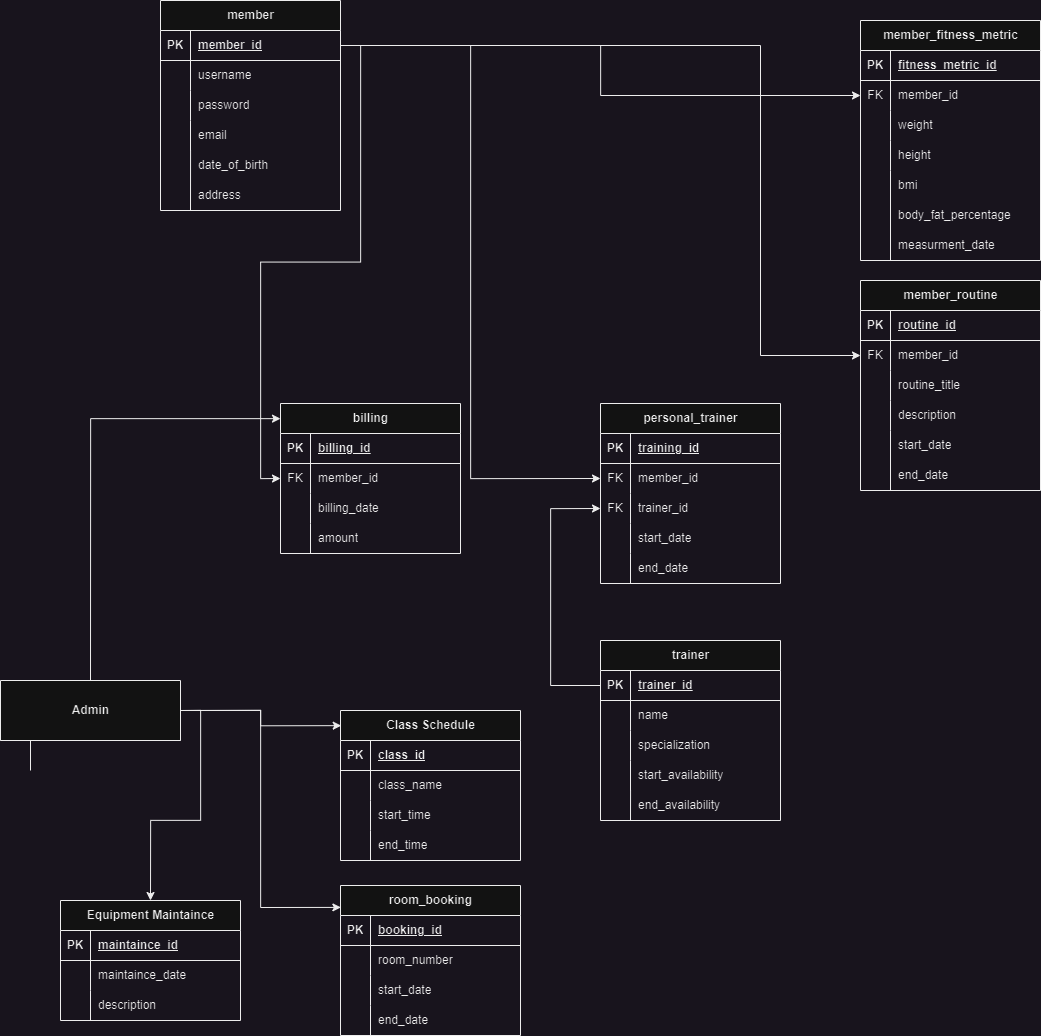 member
PK member_id
username
password
email
date_of_birth
address
member_fitness_metric
PK fitness_metric_id
FK member_id
weight
height
bmi
body_fat_percentage
measurment_date
member_routine
PK routine_id
FK member_id
routine_title
description
start_date
end_date
billing
PK billing_id
FK member_id
billing_date
amount
personal_trainer
PK training_id
FK member_id
FK trainer_id
start_date
end_date
trainer
PK trainer_id
name
specialization
start_availability
end_availability
Admin
Class Schedule
PK class_id
class_name
start_time
end_time
Equipment Maintaince
PK maintaince_id
maintaince_date
description
room_booking
PK booking_id
room_number
start_date
end_date